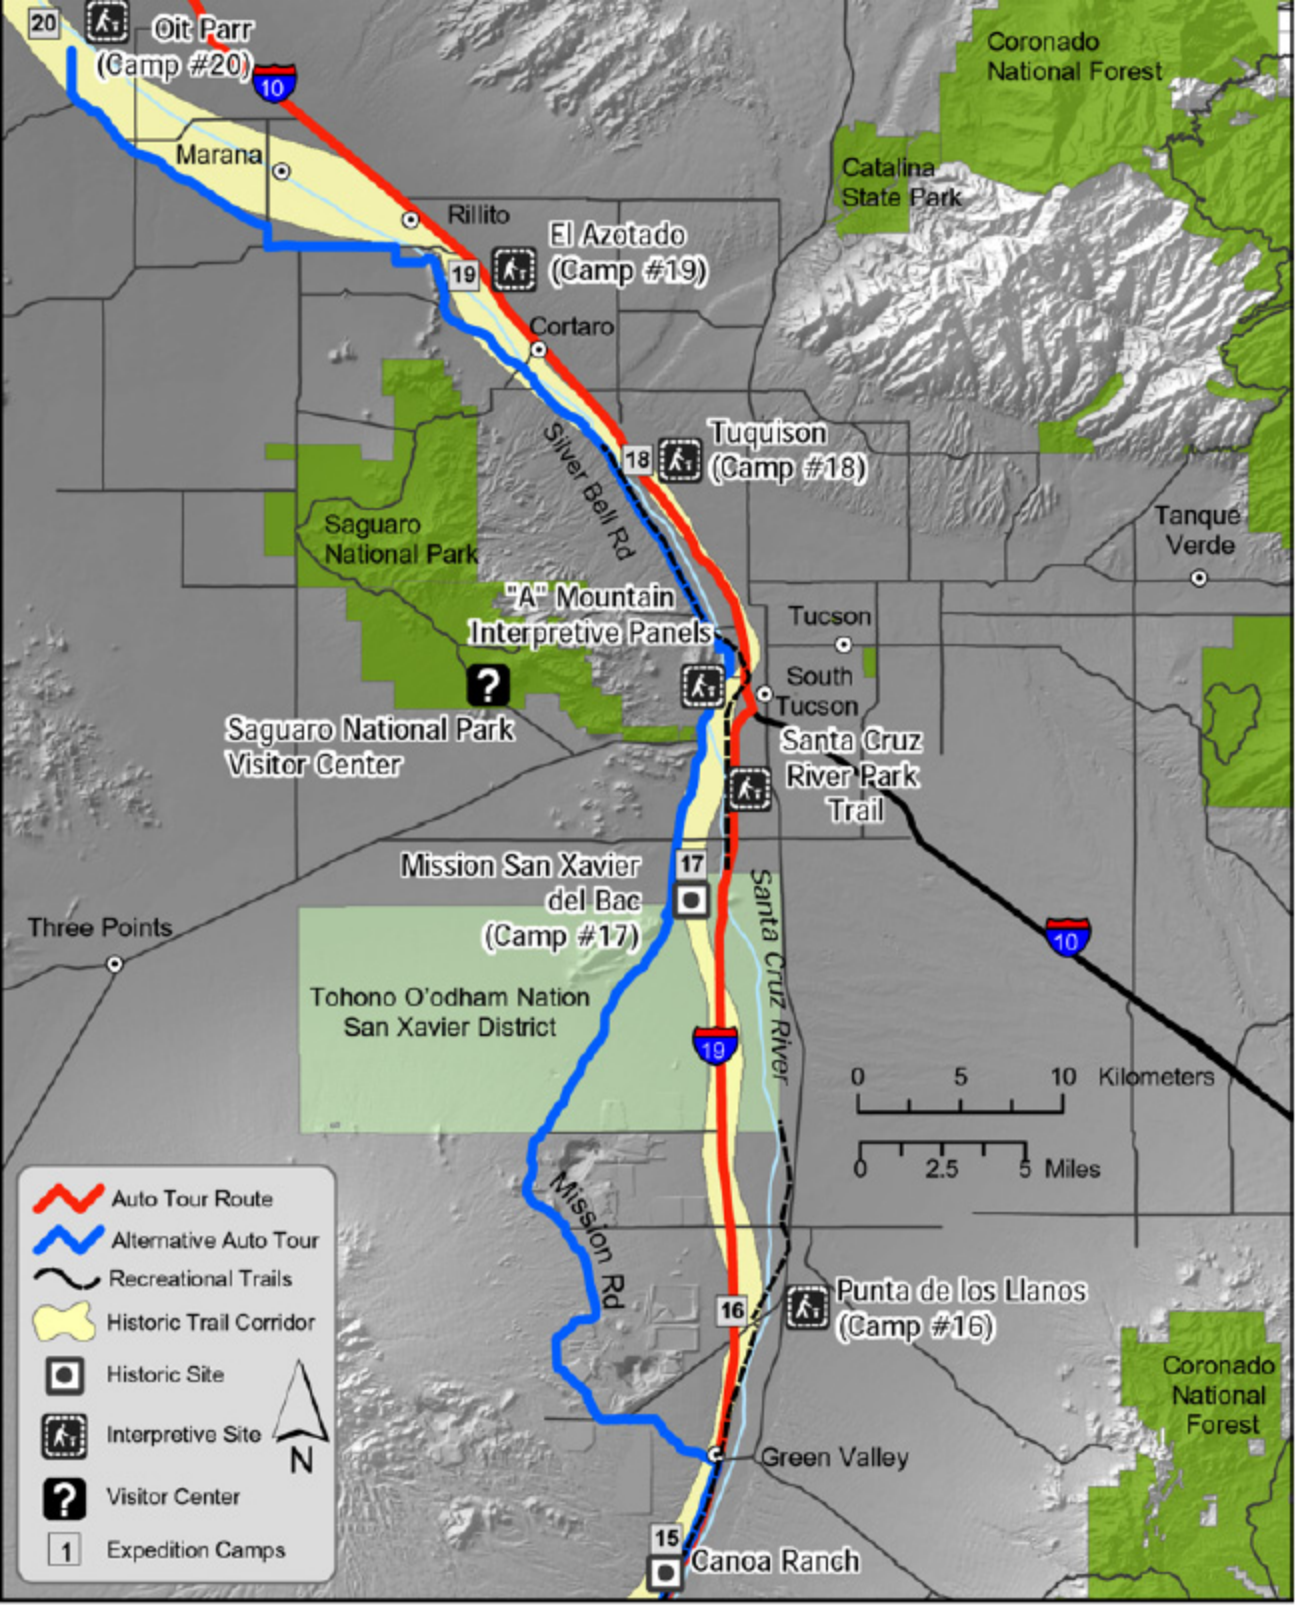 20
Oit Parr
(Camp #20)
10
Coronado
National Forest
Marana
Catalina
State Park
Rillito
El Azotado
(Camp #19)
19
Cortaro
Tuquison
(Camp #18)
18
Silver Bell Rd
Saguaro
National Park
Tanque
Verde
"A" Mountain
Interpretive Panels
Tucson
South
Tucson
?
Saguaro National Park
Visitor Center
Santa Cruz
River Park
Trail
Mission San Xavier
del Bac
(Camp #17)
17
Santa Cruz River
Three Points
10
Tohono O'odham Nation
San Xavier District
19
0 5 10 Kilometers
0 2.5 5 Miles
Mission Rd
Auto Tour Route
Alternative Auto Tour
Recreational Trails
Historic Trail Corridor
Historic Site
Interpretive Site
N
? Visitor Center
1 Expedition Camps
16
Punta de los Llanos
(Camp #16)
Coronado
National
Forest
Green Valley
15
Canoa Ranch